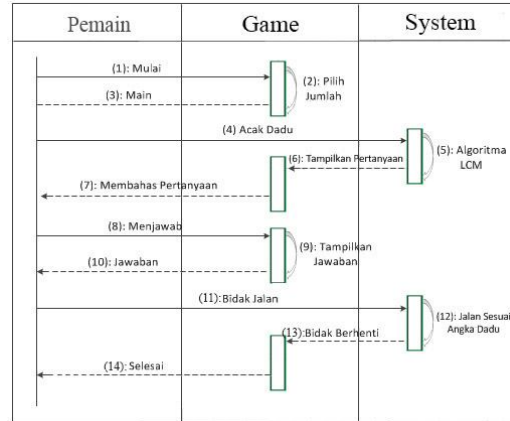 Pemain Game System
(1): Mulai
(2): Pilih
Jumlah
(3): Main
(4) Acak Dadu
(5): Algoritma
LCM
(6): Tampilkan Pertanyaan
(7): Membahas Pertanyaan
(8): Menjawab
(9): Tampilkan
Jawaban
(10): Jawaban
(11):Bidak Jalan
(12): Jalan Sesuai
Angka Dadu
(13):Bidak Berhenti
(14): Selesai